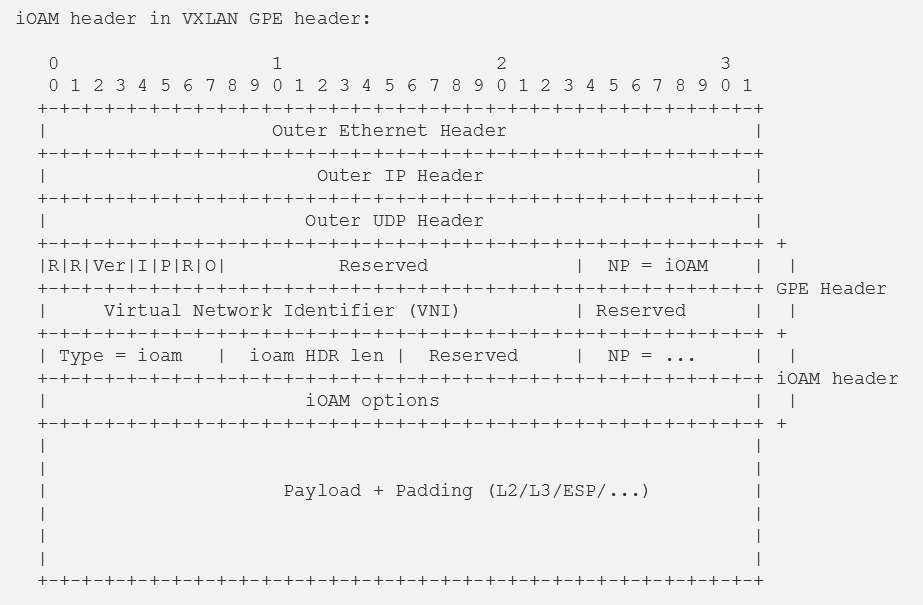 iOAM header in VXLAN GPE header:

    0                   1                   2                   3
    0 1 2 3 4 5 6 7 8 9 0 1 2 3 4 5 6 7 8 9 0 1 2 3 4 5 6 7 8 9 0 1
   +-+-+-+-+-+-+-+-+-+-+-+-+-+-+-+-+-+-+-+-+-+-+-+-+-+-+-+-+-+-+-+-+
   |                    Outer Ethernet Header                      |
   +-+-+-+-+-+-+-+-+-+-+-+-+-+-+-+-+-+-+-+-+-+-+-+-+-+-+-+-+-+-+-+-+
   |                        Outer IP Header                        |
   +-+-+-+-+-+-+-+-+-+-+-+-+-+-+-+-+-+-+-+-+-+-+-+-+-+-+-+-+-+-+-+-+
   |                       Outer UDP Header                        |
   +-+-+-+-+-+-+-+-+-+-+-+-+-+-+-+-+-+-+-+-+-+-+-+-+-+-+-+-+-+-+-+-+ +
   |R|R|Ver|I|P|R|O|          Reserved             |  NP = iOAM    |  |
   +-+-+-+-+-+-+-+-+-+-+-+-+-+-+-+-+-+-+-+-+-+-+-+-+-+-+-+-+-+-+-+-+ GPE Header
   |     Virtual Network Identifier (VNI)          | Reserved      |  |
   +-+-+-+-+-+-+-+-+-+-+-+-+-+-+-+-+-+-+-+-+-+-+-+-+-+-+-+-+-+-+-+-+ +
   | Type = ioam   |  ioam HDR len |  Reserved     |  NP = ...     |  |
   +-+-+-+-+-+-+-+-+-+-+-+-+-+-+-+-+-+-+-+-+-+-+-+-+-+-+-+-+-+-+-+-+ iOAM header
   |                       iOAM options                            |  |
   +-+-+-+-+-+-+-+-+-+-+-+-+-+-+-+-+-+-+-+-+-+-+-+-+-+-+-+-+-+-+-+-+ +
   |                                                               |
   |                                                               |
   |                     Payload + Padding (L2/L3/ESP/...)         |
   |                                                               |
   |                                                               |
   |                                                               |
   +-+-+-+-+-+-+-+-+-+-+-+-+-+-+-+-+-+-+-+-+-+-+-+-+-+-+-+-+-+-+-+-+